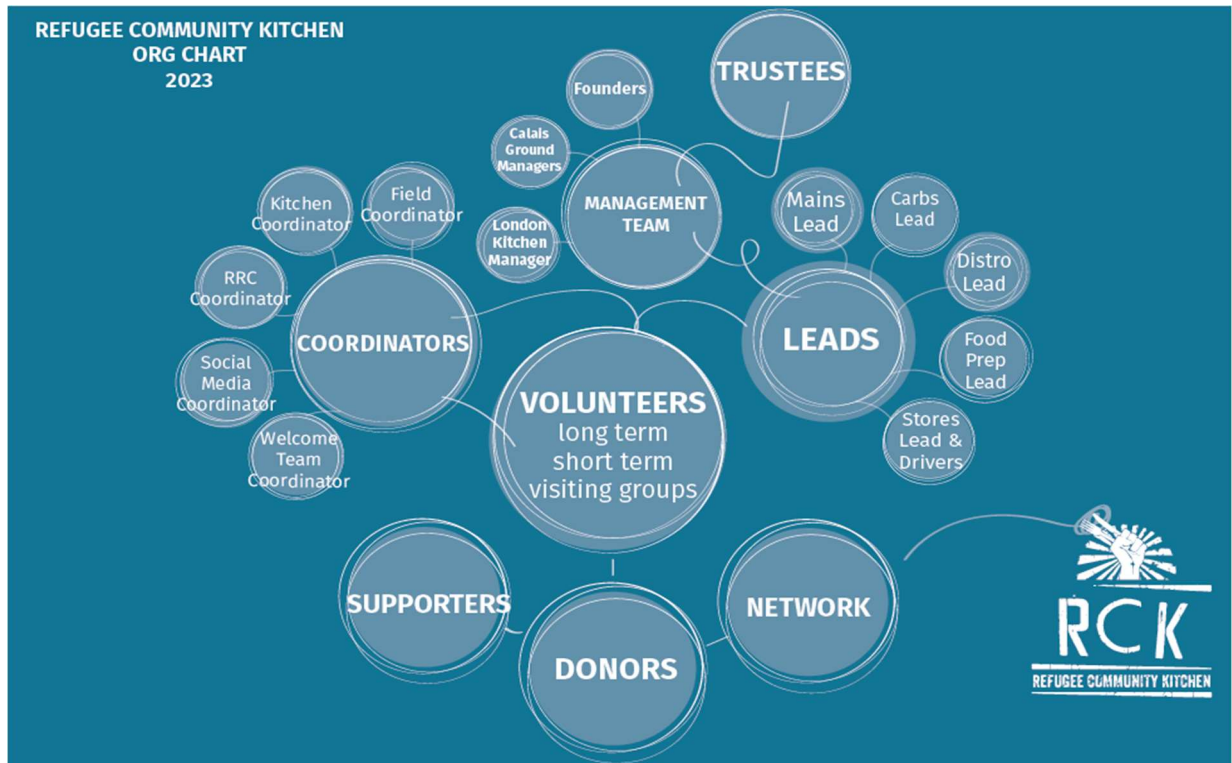 REFUGEE COMMUNITY KITCHEN
ORG CHART
2023
TRUSTEES
Founders
Calais
Ground
Managers
London
Kitchen
Manager
MANAGEMENT
TEAM
Kitchen
Coordinator
Field
Coordinator
RRC
Coordinator
Social
Media
Coordinator
Welcome
Team
Coordinator
COORDINATORS
Mains
Lead
Carbs
Lead
Distro
Lead
Food
Prep
Lead
Stores
Lead &
Drivers
LEADS
VOLUNTEERS
long term
short term
visiting groups
SUPPORTERS
DONORS
NETWORK
RCK
REFUGEE COMMUNITY KITCHEN